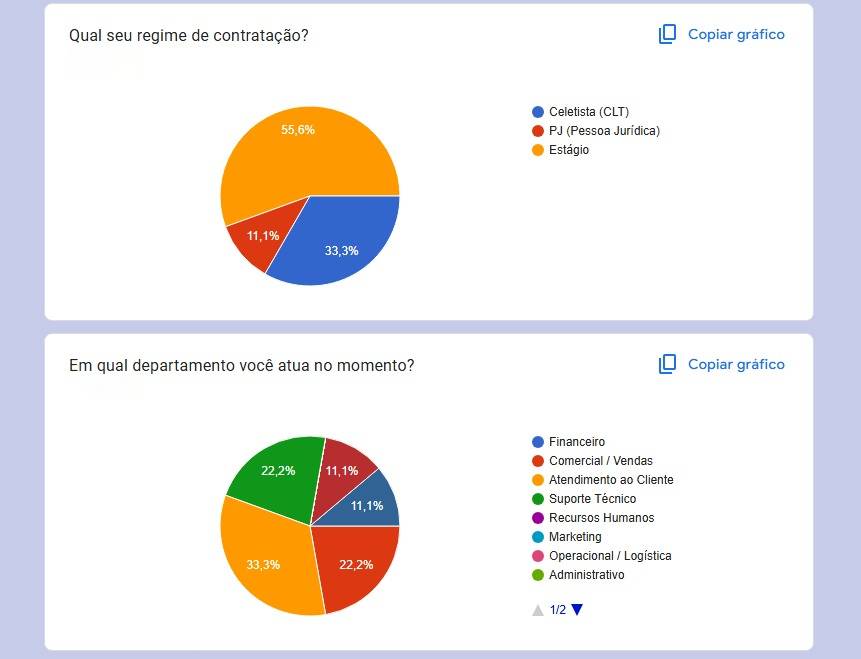 Qual seu regime de contratação?
Copiar gráfico
55,6%
11,1%
33,3%
Celetista (CLT)
PJ (Pessoa Jurídica)
Estágio
Em qual departamento você atua no momento?
Copiar gráfico
22,2%
11,1%
11,1%
33,3%
22,2%
Financeiro
Comercial / Vendas
Atendimento ao Cliente
Suporte Técnico
Recursos Humanos
Marketing
Operacional / Logística
Administrativo
1/2